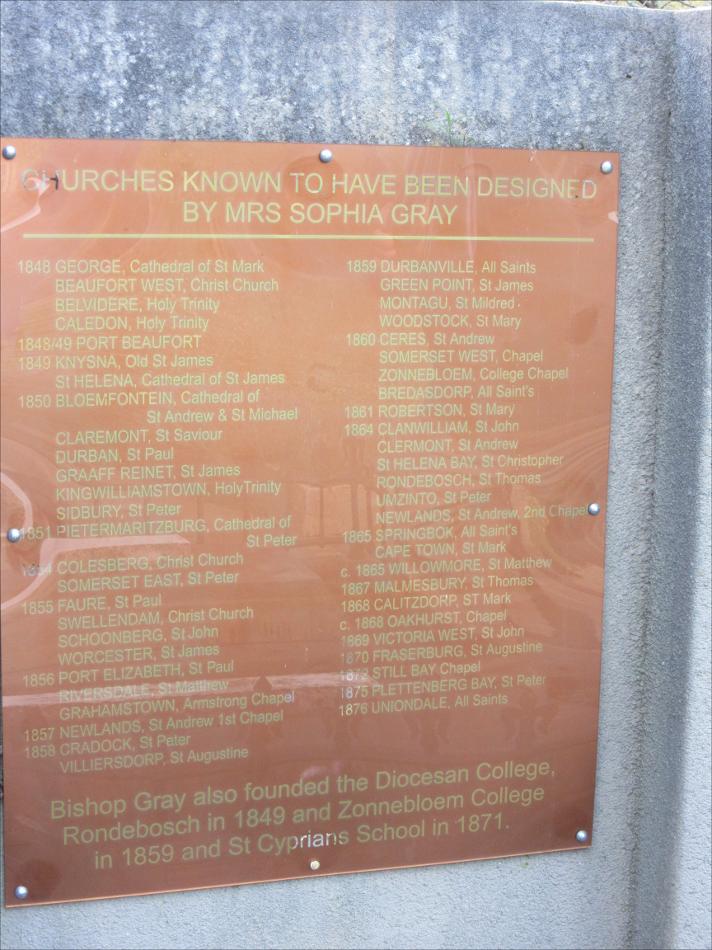 CHURCHES KNOWN TO HAVE BEEN DESIGNED
BY MRS SOPHIA GRAY
1848 GEORGE, Cathedral of St Mark
BEAUFORT WEST, Christ Church
BELVIDERE, Holy Trinity
CALEDON, Holy Trinity
1848/49 PORT BEAUFORT
1849 KNYSNA, Old St James
St HELENA, Cathedral of St James
1850 BLOEMFONTEIN, Cathedral of
St Andrew & St Michael
CLAREMONT, St Saviour
DURBAN, St Paul
GRAAFF REINET, St James
KINGWILLIAMSTOWN, HolyTrinity
SIDBURY, St Peter
1851 PIETERMARITZBURG, Cathedral of
St Peter
1854 COLESBERG, Christ Church
SOMERSET EAST, St Peter
1855 FAURE, St Paul
SWELLENDAM, Christ Church
SCHOONBERG, St John
WORCESTER, St James
1856 PORT ELIZABETH, St Paul
RIVERSDALE, St Matthew
GRAHAMSTOWN, Armstrong Chapel
1857 NEWLANDS, St Andrew 1st Chapel
1858 CRADOCK, St Peter
VILLIERSDORP, St Augustine
1859 DURBANVILLE, All Saints
GREEN POINT, St James
MONTAGU, St Mildred
WOODSTOCK, St Mary
1860 CERES, St Andrew
SOMERSET WEST, Chapel
ZONNEBLOEM, College Chapel
BREDASDORP, All Saint's
1861 ROBERTSON, St Mary
1864 CLANWILLIAM, St John
CLERMONT, St Andrew
St HELENA BAY, St Christopher
RONDEBOSCH, St Thomas
UMZINTO, St Peter
NEWLANDS, St Andrew, 2nd Chapel
1865 SPRINGBOK, All Saint's
CAPE TOWN, St Mark
c. 1865 WILLOWMORE, St Matthew
1867 MALMESBURY, St Thomas
1868 CALITZDORP, ST Mark
c. 1868 OAKHURST, Chapel
1869 VICTORIA WEST, St John
1870 FRASERBURG, St Augustine
1872 STILL BAY Chapel
1875 PLETTENBERG BAY, St Peter
1876 UNIONDALE, All Saints
Bishop Gray also founded the Diocesan College,
Rondebosch in 1849 and Zonnebloem College
in 1859 and St Cyprians School in 1871.